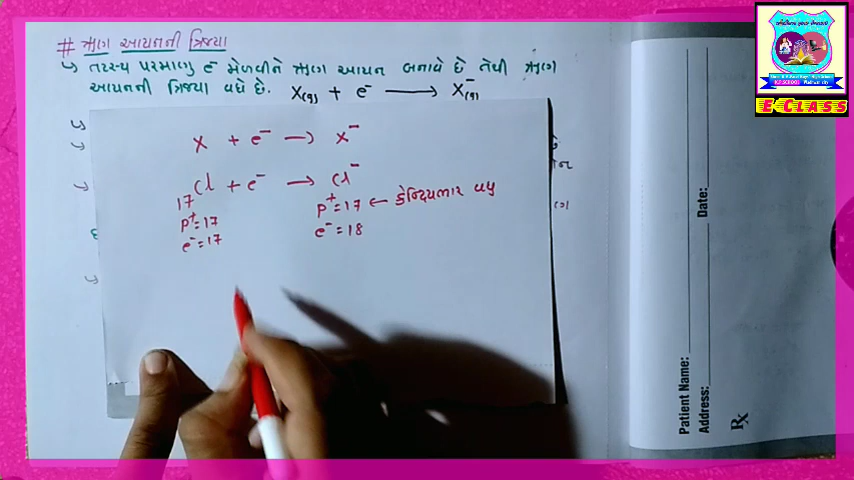 # ઋણ આયનની ત્રિજ્યા
↳ તટસ્થ પરમાણુ e⁻ મેળવીને ઋણ આયન બનાવે છે તેથી ઋણ
આયનની ત્રિજ્યા વધે છે. X(g) + e⁻ ⟶ X⁻(g)
X + e⁻ ⟶ X⁻
₁₇Cl + e⁻ ⟶ Cl⁻
P⁺=17
e⁻=17
P⁺=17 ← કેન્દ્રિયભાર વધુ
e⁻=18
Patient Name:
Address:
Date:
℞
E CLASS